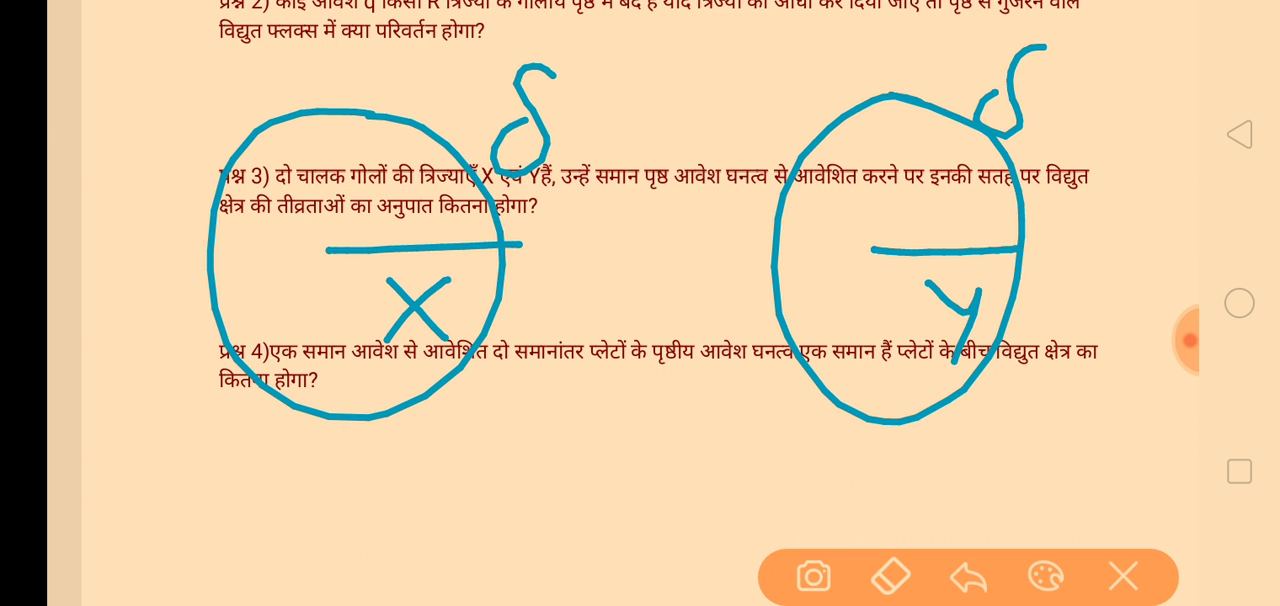 प्रश्न 2) कोई आवेश q किसी R त्रिज्या के गोलीय पृष्ठ में बंद है यदि त्रिज्या को आधा कर दिया जाए तो पृष्ठ से गुजरने वाले
विद्युत फ्लक्स में क्या परिवर्तन होगा?
प्रश्न 3) दो चालक गोलों की त्रिज्याएँ X एवं Yहैं, उन्हें समान पृष्ठ आवेश घनत्व से आवेशित करने पर इनकी सतह पर विद्युत
क्षेत्र की तीव्रताओं का अनुपात कितना होगा?
प्रश्न 4)एक समान आवेश से आवेशित दो समानांतर प्लेटों के पृष्ठीय आवेश घनत्व एक समान हैं प्लेटों के बीच विद्युत क्षेत्र का
कितना होगा?
δ
δ
X
y